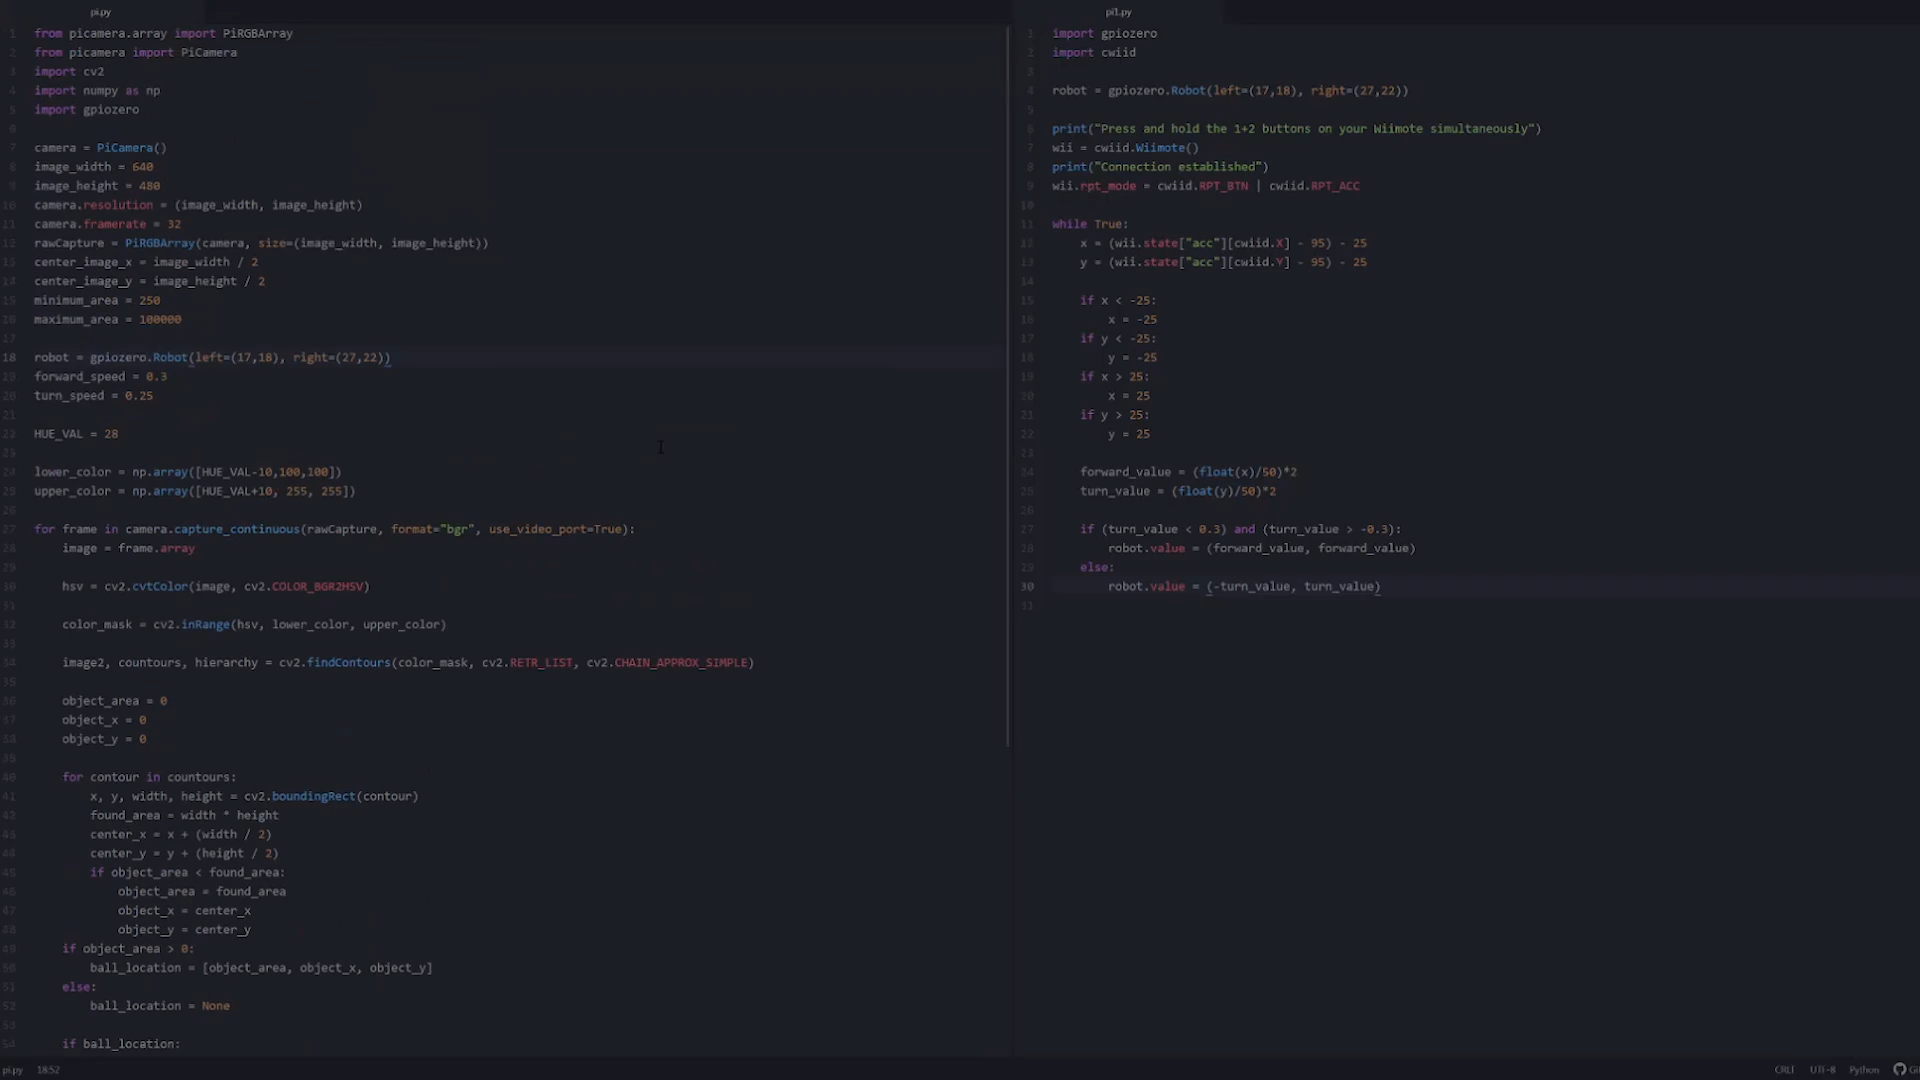 pi.py
from picamera.array import PiRGBArray
from picamera import PiCamera
import cv2
import numpy as np
import gpiozero
camera = PiCamera()
image_width = 640
image_height = 480
camera.resolution = (image_width, image_height)
camera.framerate = 32
rawCapture = PiRGBArray(camera, size=(image_width, image_height))
center_image_x = image_width / 2
center_image_y = image_height / 2
minimum_area = 250
maximum_area = 100000
18 robot = gpiozero.Robot(left=(17,18), right=(27,22))
forward_speed = 0.3
turn_speed = 0.25
HUE_VAL = 28
lower_color = np.array([HUE_VAL-10,100,100])
upper_color = np.array([HUE_VAL+10, 255, 255])
for frame in camera.capture_continuous(rawCapture, format="bgr", use_video_port=True):
image = frame.array
hsv = cv2.cvtColor(image, cv2.COLOR_BGR2HSV)
color_mask = cv2.inRange(hsv, lower_color, upper_color)
image2, countours, hierarchy = cv2.findContours(color_mask, cv2.RETR_LIST, cv2.CHAIN_APPROX_SIMPLE)
object_area = 0
object_x = 0
object_y = 0
for contour in countours:
x, y, width, height = cv2.boundingRect(contour)
found_area = width * height
center_x = x + (width / 2)
center_y = y + (height / 2)
if object_area < found_area:
object_area = found_area
object_x = center_x
object_y = center_y
if object_area > 0:
ball_location = [object_area, object_x, object_y]
else:
ball_location = None
if ball_location:
pi1.py
import gpiozero
import cwiid
robot = gpiozero.Robot(left=(17,18), right=(27,22))
print("Press and hold the 1+2 buttons on your Wiimote simultaneously")
wii = cwiid.Wiimote()
print("Connection established")
wii.rpt_mode = cwiid.RPT_BTN | cwiid.RPT_ACC
while True:
x = (wii.state["acc"][cwiid.X] - 95) - 25
y = (wii.state["acc"][cwiid.Y] - 95) - 25
if x < -25:
x = -25
if y < -25:
y = -25
if x > 25:
x = 25
if y > 25:
y = 25
forward_value = (float(x)/50)*2
turn_value = (float(y)/50)*2
if (turn_value < 0.3) and (turn_value > -0.3):
robot.value = (forward_value, forward_value)
else:
30 robot.value = (-turn_value, turn_value)
pi.py 18:52
CRLF UTF-8 Python